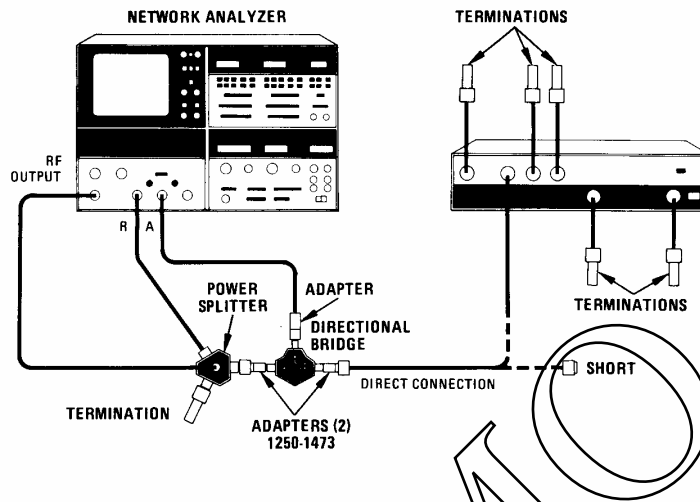 NETWORK ANALYZER
TERMINATIONS
RF
OUTPUT
R
A
POWER
SPLITTER
ADAPTER
DIRECTIONAL
BRIDGE
TERMINATIONS
DIRECT CONNECTION
SHORT
TERMINATION
ADAPTERS (2)
1250-1473